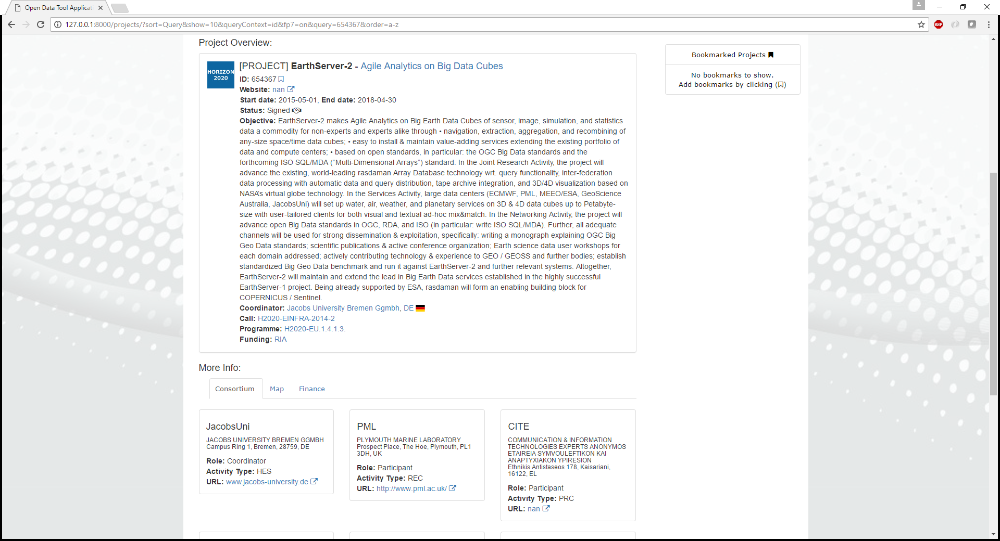 Open Data Tool Applicat
127.0.0.1:8000/projects/?sort=Query&show=10&queryContext=id&fp7=on&query=654367&order=a-z
ABP
Project Overview:
HORIZON
2020
[PROJECT] EarthServer-2 - Agile Analytics on Big Data Cubes
ID: 654367
Website: nan
Start date: 2015-05-01, End date: 2018-04-30
Status: Signed
Objective: EarthServer-2 makes Agile Analytics on Big Earth Data Cubes of sensor, image, simulation, and statistics
data a commodity for non-experts and experts alike through • navigation, extraction, aggregation, and recombining of
any-size space/time data cubes; • easy to install & maintain value-adding services extending the existing portfolio of
data and compute centers; • based on open standards, in particular: the OGC Big Data standards and the
forthcoming ISO SQL/MDA (“Multi-Dimensional Arrays”) standard. In the Joint Research Activity, the project will
advance the existing, world-leading rasdaman Array Database technology wrt. query functionality, inter-federation
data processing with automatic data and query distribution, tape archive integration, and 3D/4D visualization based on
NASA’s virtual globe technology. In the Services Activity, large data centers (ECMWF, PML, MEEO/ESA, GeoScience
Australia, JacobsUni) will set up water, air, weather, and planetary services on 3D & 4D data cubes up to Petabyte-
size with user-tailored clients for both visual and textual ad-hoc mix&match. In the Networking Activity, the project will
advance open Big Data standards in OGC, RDA, and ISO (in particular: write ISO SQL/MDA). Further, all adequate
channels will be used for strong dissemination & exploitation, specifically: writing a monograph explaining OGC Big
Geo Data standards; scientific publications & active conference organization; Earth science data user workshops for
each domain addressed; actively contributing technology & experience to GEO / GEOSS and further bodies; establish
standardized Big Geo Data benchmark and run it against EarthServer-2 and further relevant systems. Altogether,
EarthServer-2 will maintain and extend the lead in Big Earth Data services established in the highly successful
EarthServer-1 project. Being already supported by ESA, rasdaman will form an enabling building block for
COPERNICUS / Sentinel.
Coordinator: Jacobs University Bremen Ggmbh, DE
Call: H2020-EINFRA-2014-2
Programme: H2020-EU.1.4.1.3.
Funding: RIA
Bookmarked Projects
No bookmarks to show.
Add bookmarks by clicking ( )
More Info:
Consortium Map Finance
JacobsUni
JACOBS UNIVERSITY BREMEN GGMBH
Campus Ring 1, Bremen, 28759, DE
Role: Coordinator
Activity Type: HES
URL: www.jacobs-university.de
PML
PLYMOUTH MARINE LABORATORY
Prospect Place, The Hoe, Plymouth, PL1
3DH, UK
Role: Participant
Activity Type: REC
URL: http://www.pml.ac.uk/
CITE
COMMUNICATION & INFORMATION
TECHNOLOGIES EXPERTS ANONYMOS
ETAIREIA SYMVOULEFTIKON KAI
ANAPTYXIAKON YPIRESION
Ethnikis Antistaseos 178, Kaisariani,
16122, EL
Role: Participant
Activity Type: PRC
URL: nan